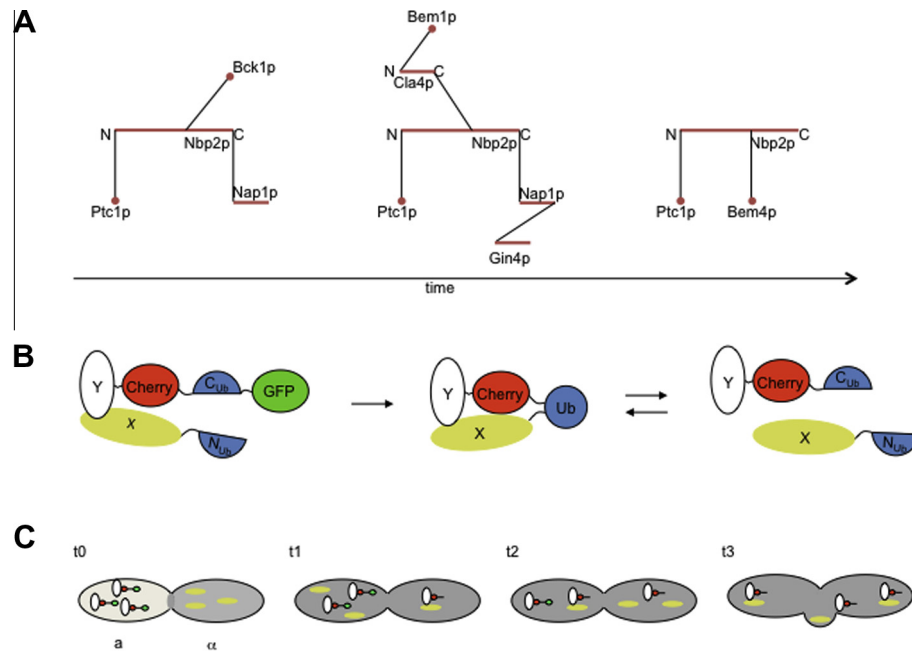 A
Bem1p
Bck1p
N Cla4p C
N Nbp2p C
N Nbp2p C
N Nbp2p C
Nap1p
Nap1p
Ptc1p
Ptc1p
Ptc1p
Bem4p
Gin4p
time
B
Y Cherry CUb GFP
X
NUb
Y Cherry Ub
X
Y Cherry CUb
X
NUb
C
t0
t1
t2
t3
a
α